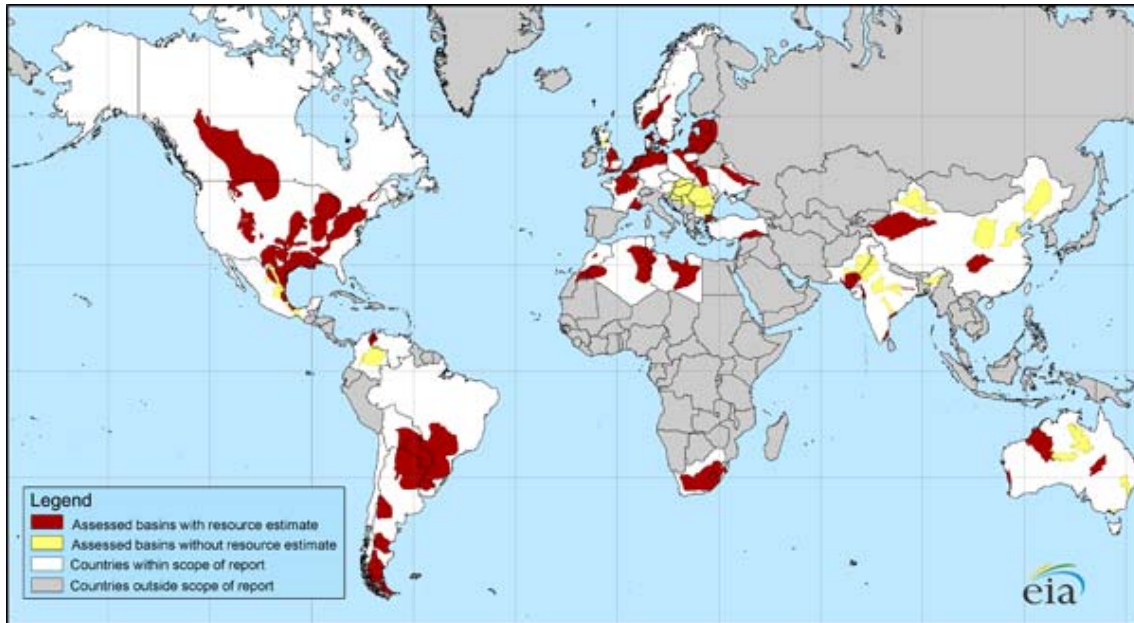 Legend
Assessed basins with resource estimate
Assessed basins without resource estimate
Countries within scope of report
Countries outside scope of report
eia